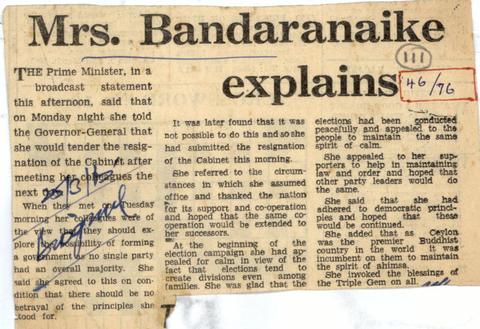 Mrs. Bandaranaike
explains
III
46/76
THE Prime Minister, in a
broadcast statement
this afternoon, said that
on Monday night she told
the Governor-General that
she would tender the resig-
nation of the Cabinet after
meeting her colleagues the
next
When they met on Tuesday
morning her colleagues were of
the view that they should ex-
plore the possibility of forming
a government as no single party
had an overall majority. She
said she agreed to this on con-
dition that there should be no
betrayal of the principles she
stood for.
It was later found that it was
not possible to do this and so she
had submitted the resignation
of the Cabinet this morning.
She referred to the circum-
stances in which she assumed
office and thanked the nation
for its support and co-operation
and hoped that the same co-
operation would be extended to
her successors.
At the beginning of the
election campaign she had ap-
pealed for calm in view of the
fact that elections tend to
create divisions even among
families. She was glad that the
elections had been conducted
peacefully and appealed to the
people to maintain the same
spirit of calm.
She appealed to her sup-
porters to help in maintaining
law and order and hoped that
other party leaders would do
the same.
She said that she had
adhered to democratic princi-
ples and hoped that these
would be continued.
She added that as Ceylon
was the premier Buddhist
country in the world it was
incumbent on them to maintain
the spirit of ahimsa.
She invoked the blessings of
the Triple Gem on all.